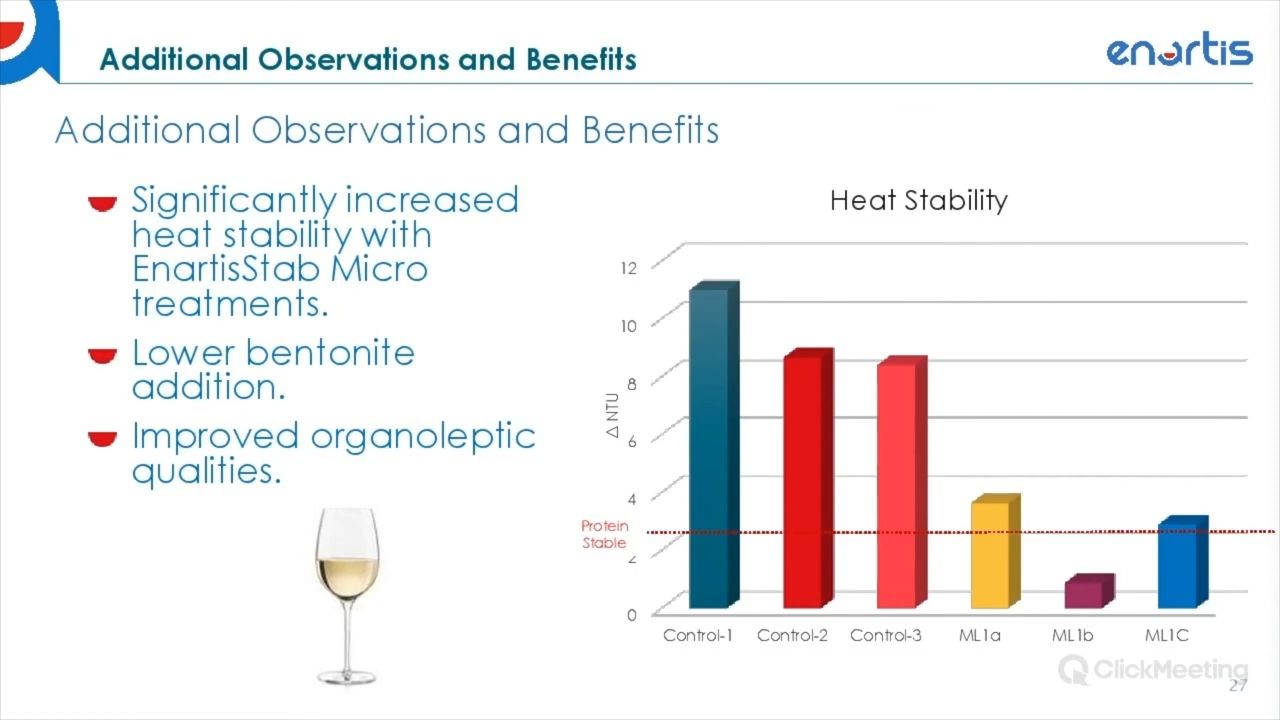 Additional Observations and Benefits
enartis
Additional Observations and Benefits
Significantly increased
heat stability with
EnartisStab Micro
treatments.
Lower bentonite
addition.
Improved organoleptic
qualities.
Heat Stability
12
10
8
6
4
2
0
Δ NTU
Protein
Stable
Control-1 Control-2 Control-3 ML1a ML1b ML1C
ClickMeeting
27